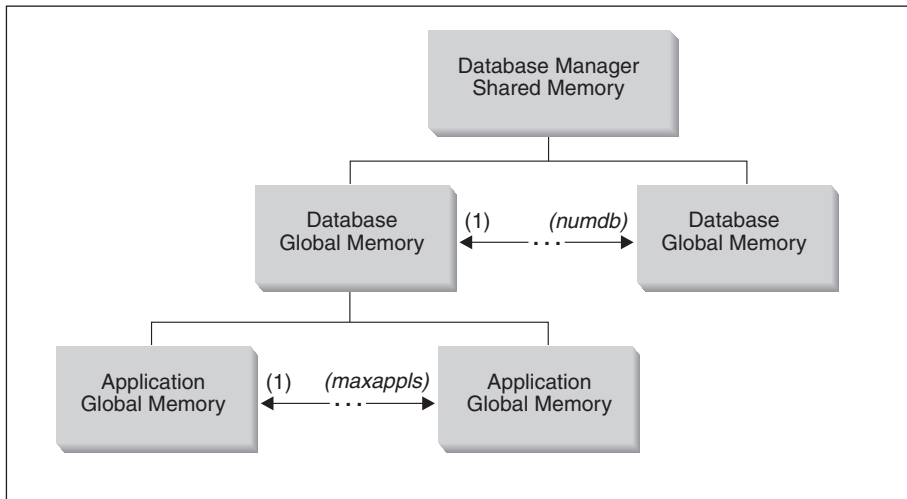 Database Manager
Shared Memory
Database
Global Memory
(1)
(numdb)
. . .
Database
Global Memory
Application
Global Memory
(1)
(maxappls)
. . .
Application
Global Memory